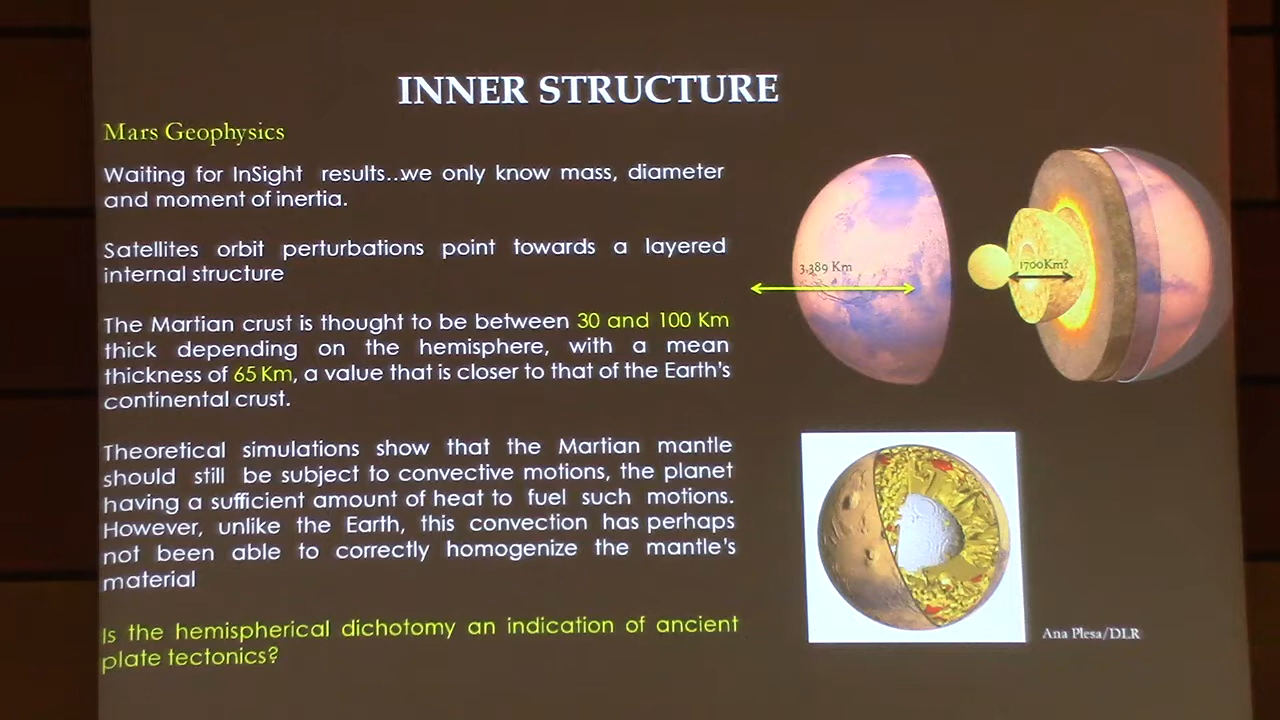 INNER STRUCTURE
Mars Geophysics
Waiting for InSight results...we only know mass, diameter
and moment of inertia.
Satellites orbit perturbations point towards a layered
internal structure
The Martian crust is thought to be between 30 and 100 Km
thick depending on the hemisphere, with a mean
thickness of 65 Km, a value that is closer to that of the Earth's
continental crust.
Theoretical simulations show that the Martian mantle
should still be subject to convective motions, the planet
having a sufficient amount of heat to fuel such motions.
However, unlike the Earth, this convection has perhaps
not been able to correctly homogenize the mantle's
material
Is the hemispherical dichotomy an indication of ancient
plate tectonics?
3,389 Km
1700Km?
Ana Plesa/DLR